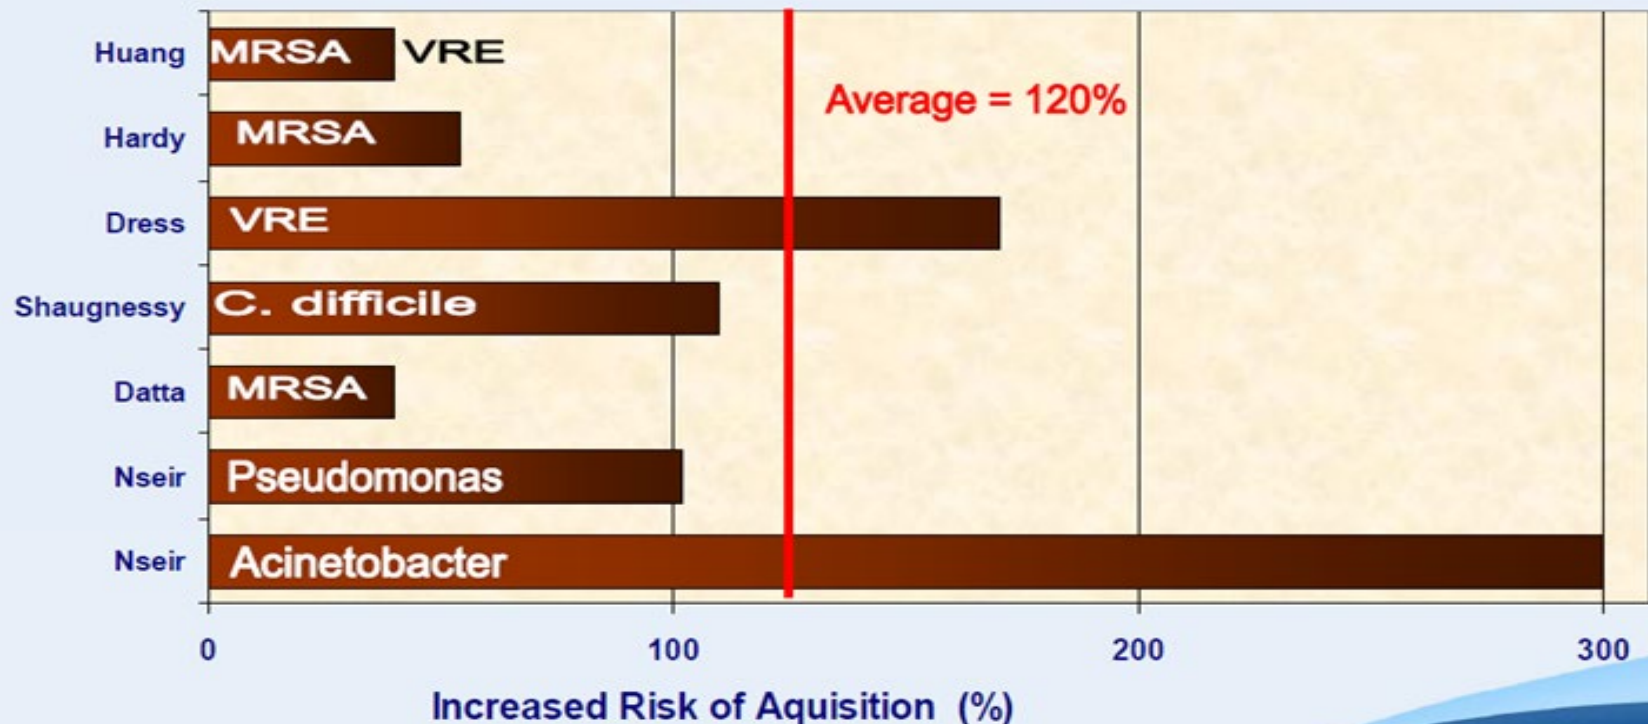 Huang MRSA VRE
Average = 120%
Hardy MRSA
Dress VRE
Shaugnessy C. difficile
Datta MRSA
Nseir Pseudomonas
Nseir Acinetobacter
0 100 200 300
Increased Risk of Aquisition (%)